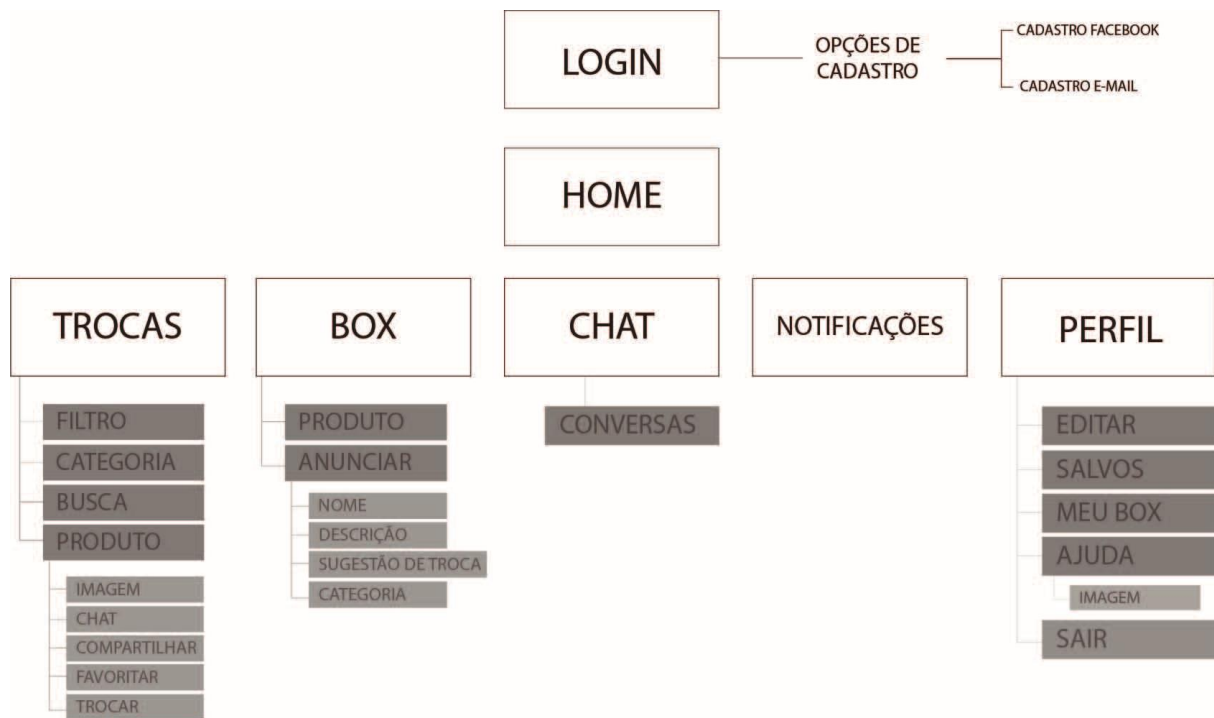 LOGIN
OPÇÕES DE
CADASTRO
CADASTRO FACEBOOK
CADASTRO E-MAIL
HOME
TROCAS
FILTRO
CATEGORIA
BUSCA
PRODUTO
IMAGEM
CHAT
COMPARTILHAR
FAVORITAR
TROCAR
BOX
PRODUTO
ANUNCIAR
NOME
DESCRIÇÃO
SUGESTÃO DE TROCA
CATEGORIA
CHAT
CONVERSAS
NOTIFICAÇÕES
PERFIL
EDITAR
SALVOS
MEU BOX
AJUDA
IMAGEM
SAIR